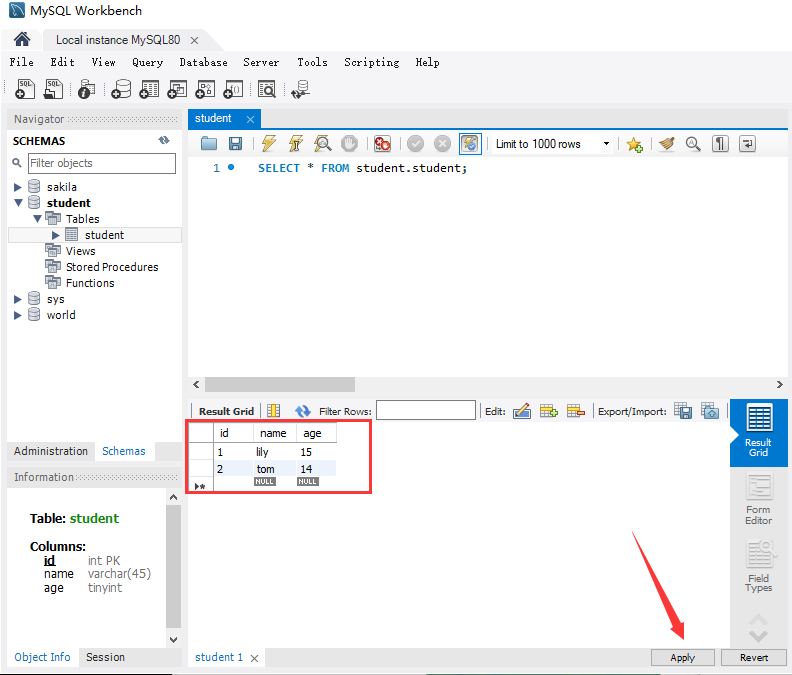 MySQL Workbench
Local instance MySQL80
File Edit View Query Database Server Tools Scripting Help
SQL SQL
Navigator
SCHEMAS
Filter objects
sakila
student
Tables
student
Views
Stored Procedures
Functions
sys
world
Administration Schemas
Information
Table: student
Columns:
id int PK
name varchar(45)
age tinyint
Object Info Session
student
Limit to 1000 rows
1 SELECT * FROM student.student;
Result Grid Filter Rows: Edit: Export/Import:
id name age
1 lily 15
2 tom 14
NULL NULL
Result
Grid
Form
Editor
Field
Types
student 1
Apply Revert